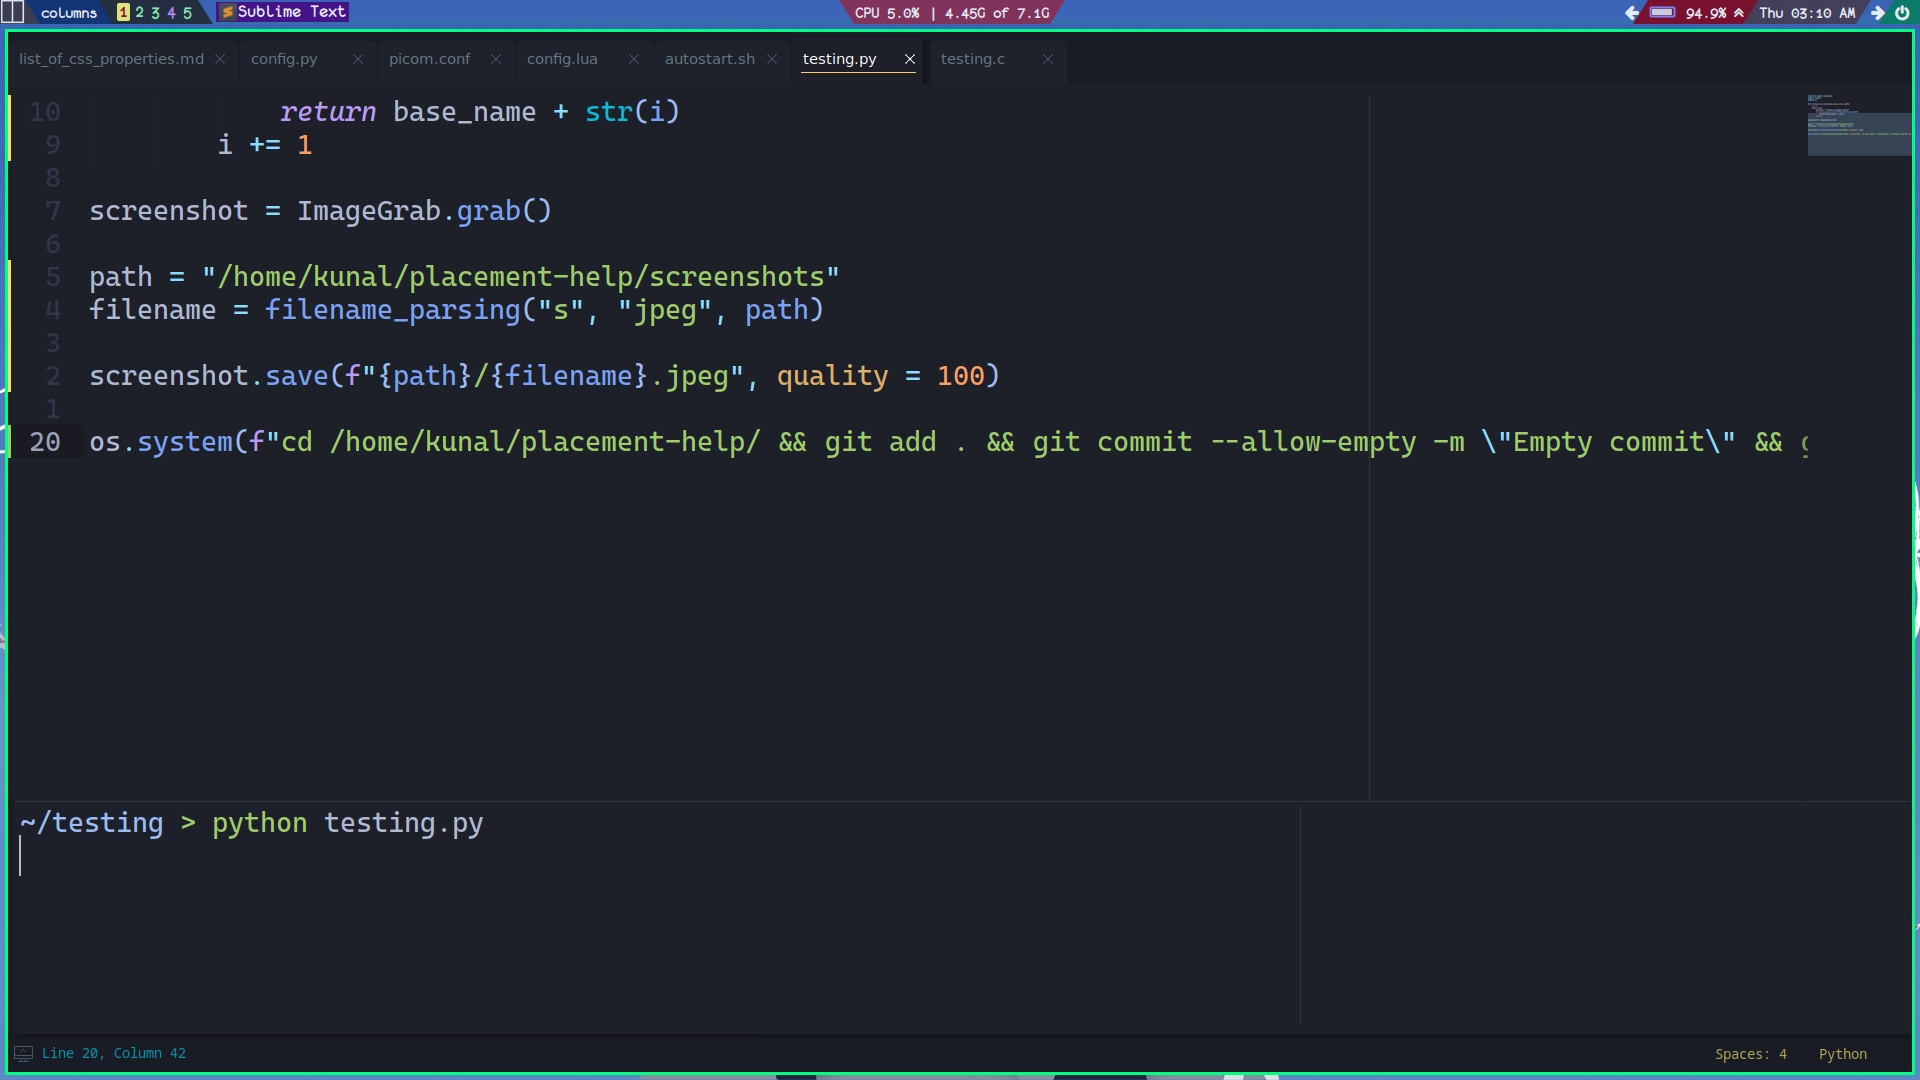 columns 1 2 3 4 5 Sublime Text CPU 5.0% | 4.45G of 7.1G 94.9% Thu 03:10 AM
list_of_css_properties.md config.py picom.conf config.lua autostart.sh testing.py testing.c
10 return base_name + str(i)
9 i += 1
8
7 screenshot = ImageGrab.grab()
6
5 path = "/home/kunal/placement-help/screenshots"
4 filename = filename_parsing("s", "jpeg", path)
3
2 screenshot.save(f"{path}/{filename}.jpeg", quality = 100)
1
20 os.system(f"cd /home/kunal/placement-help/ && git add . && git commit --allow-empty -m \"Empty commit\" &&
~/testing > python testing.py
Line 20, Column 42 Spaces: 4 Python